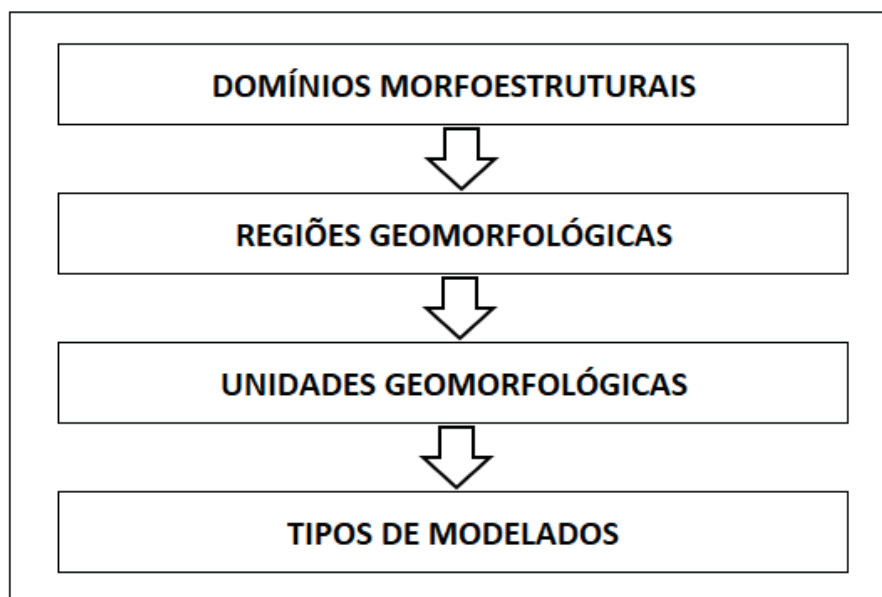 DOMÍNIOS MORFOESTRUTURAIS
REGIÕES GEOMORFOLÓGICAS
UNIDADES GEOMORFOLÓGICAS
TIPOS DE MODELADOS